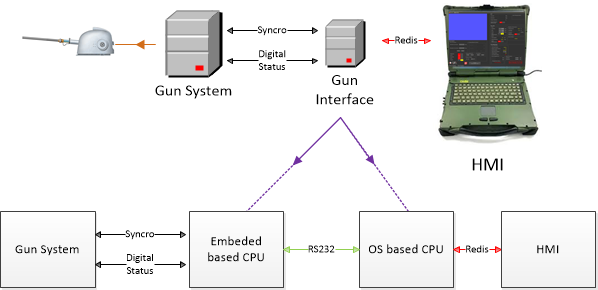 Syncro
Digital
Status
Gun System
Redis
Gun
Interface
HMI
Gun System
Syncro
Digital
Status
Embeded
based CPU
RS232
OS based CPU
Redis
HMI